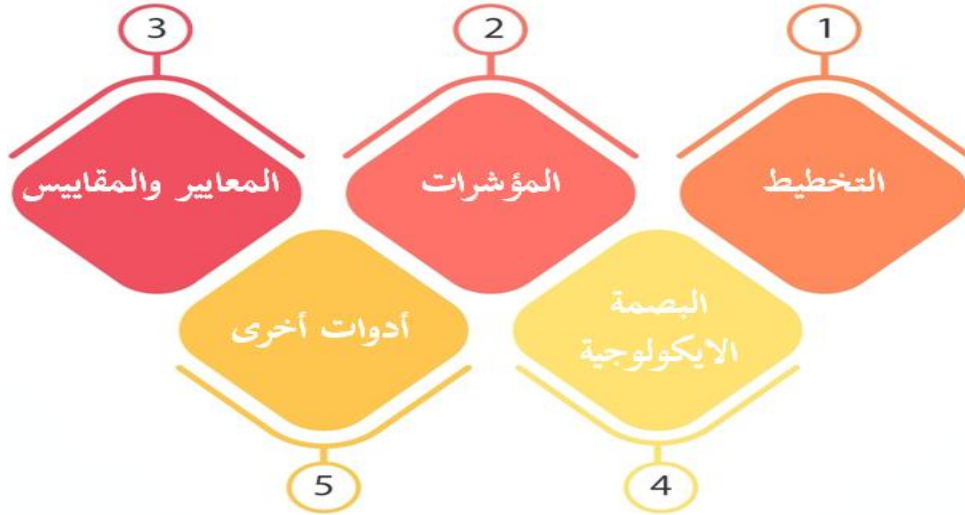 1
التخطيط
2
المؤشرات
3
المعايير والمقاييس
4
البصمة
الايكولوجية
5
أدوات أخرى